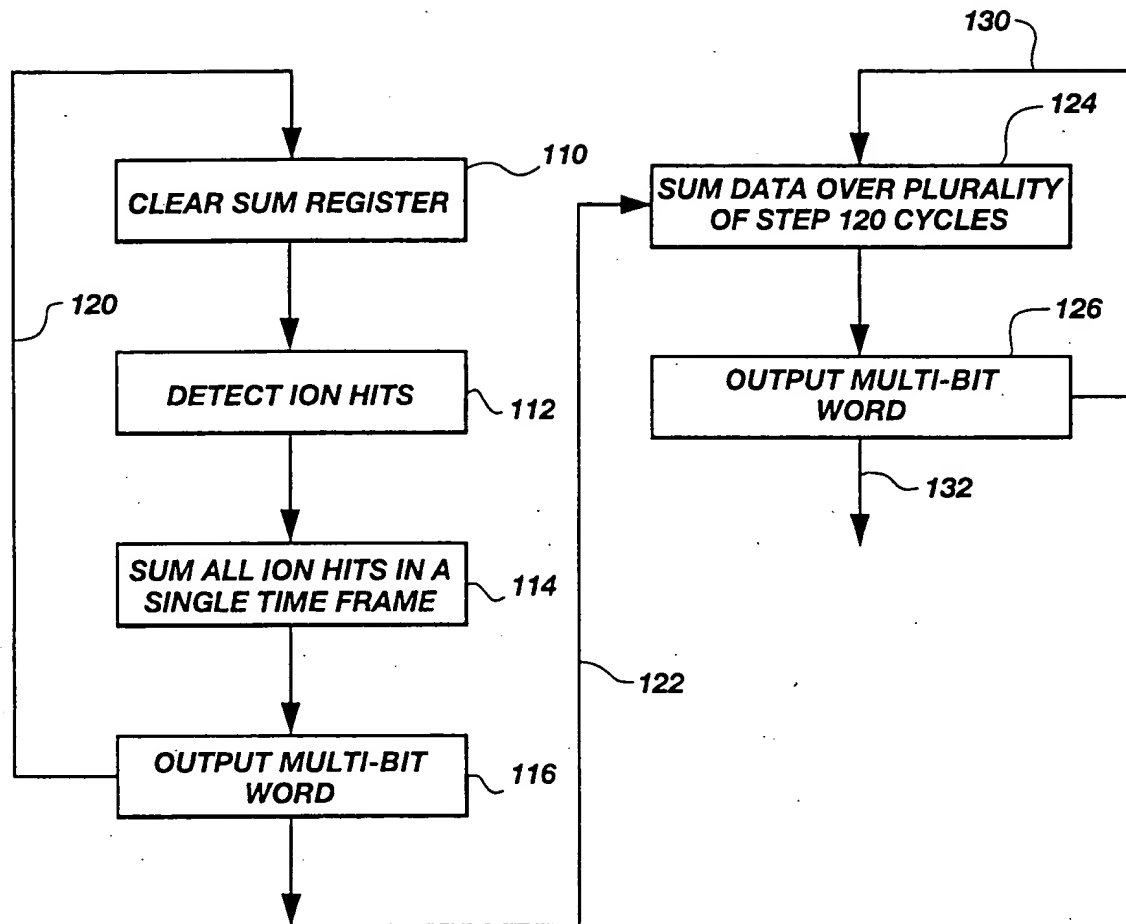 130
124
110
CLEAR SUM REGISTER
SUM DATA OVER PLURALITY
OF STEP 120 CYCLES
120
126
DETECT ION HITS
112
OUTPUT MULTI-BIT
WORD
132
SUM ALL ION HITS IN A
SINGLE TIME FRAME
114
122
OUTPUT MULTI-BIT
WORD
116